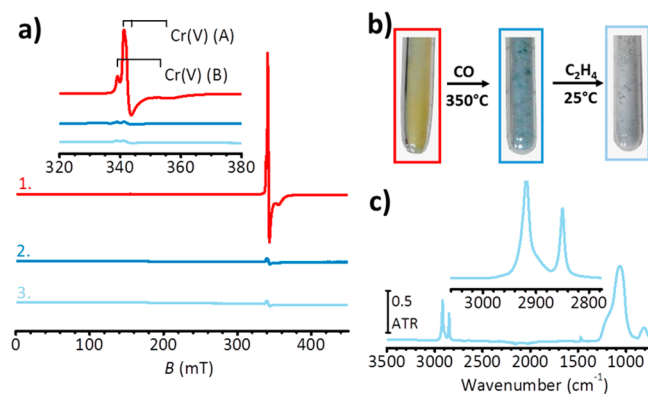 a)
Cr(V) (A)
Cr(V) (B)
320 340 360 380
1.
2.
3.
0 100 200 300 400
B (mT)
b)
CO
350°C
C₂H₄
25°C
c)
3000 2900 2800
0.5
ATR
3500 3000 2500 2000 1500 1000
Wavenumber (cm⁻¹)